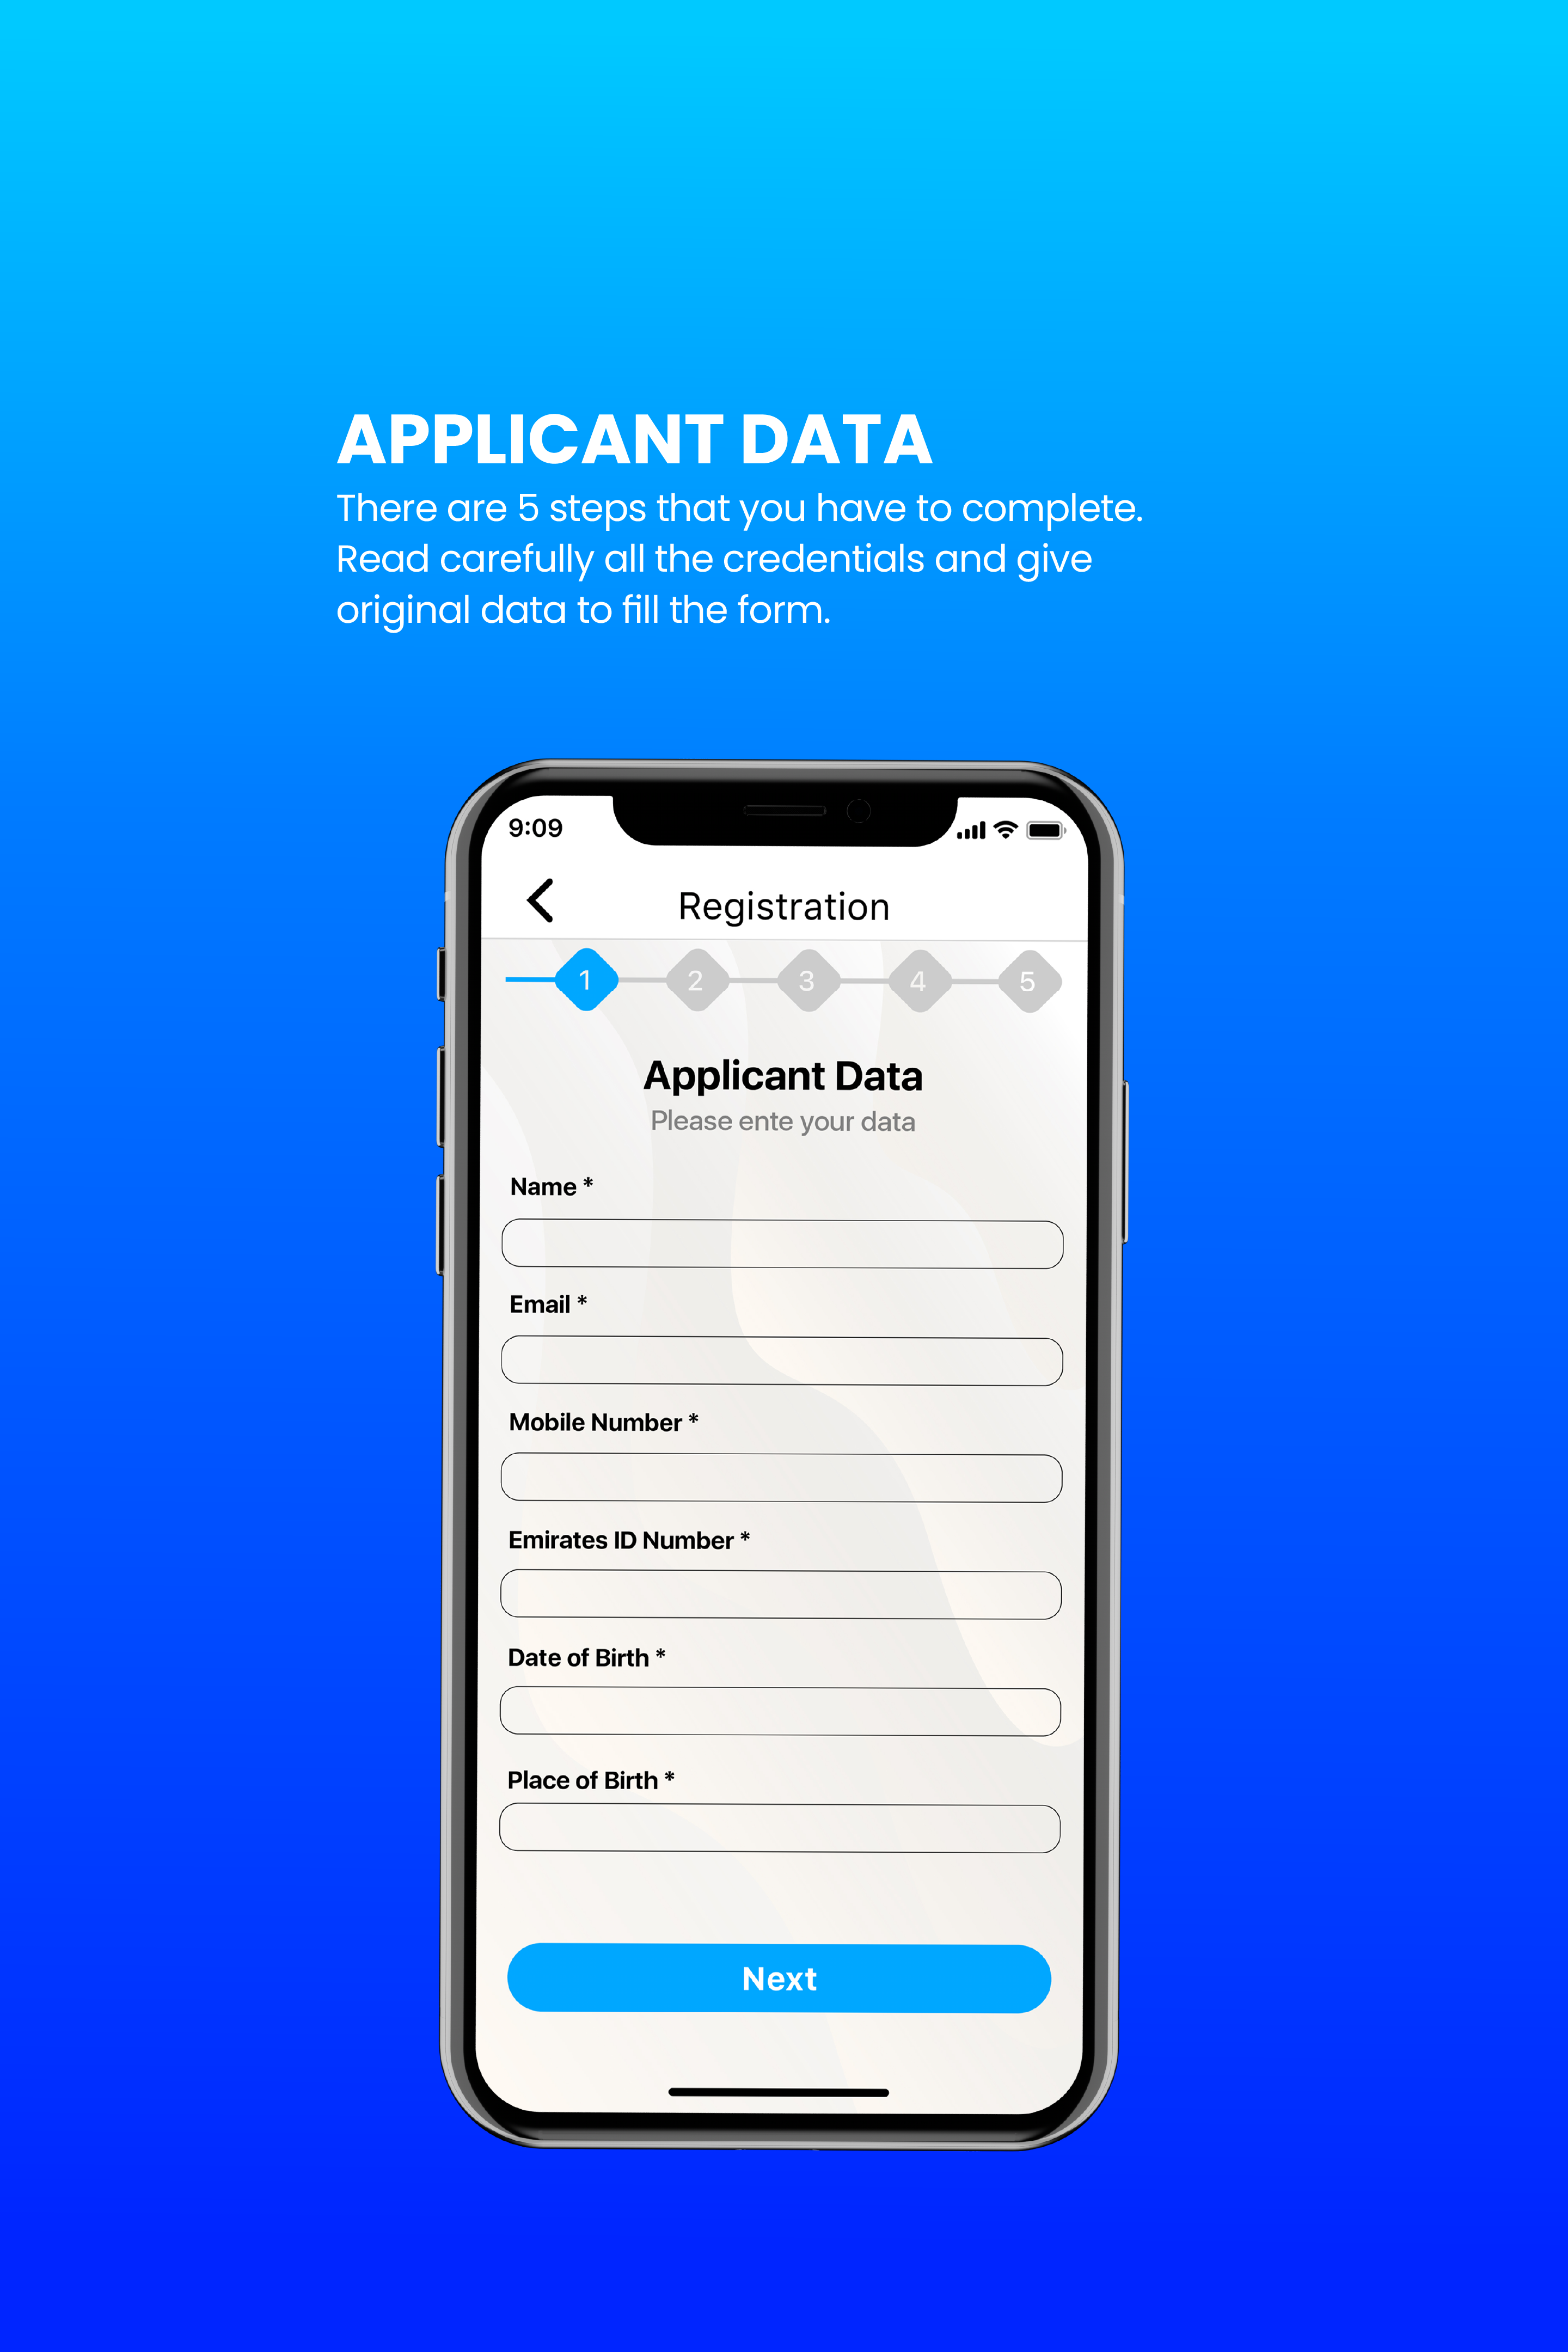 APPLICANT DATA
There are 5 steps that you have to complete.
Read carefully all the credentials and give
original data to fill the form.
9:09
Registration
1 2 3 4 5
Applicant Data
Please ente your data
Name *
Email *
Mobile Number *
Emirates ID Number *
Date of Birth *
Place of Birth *
Next